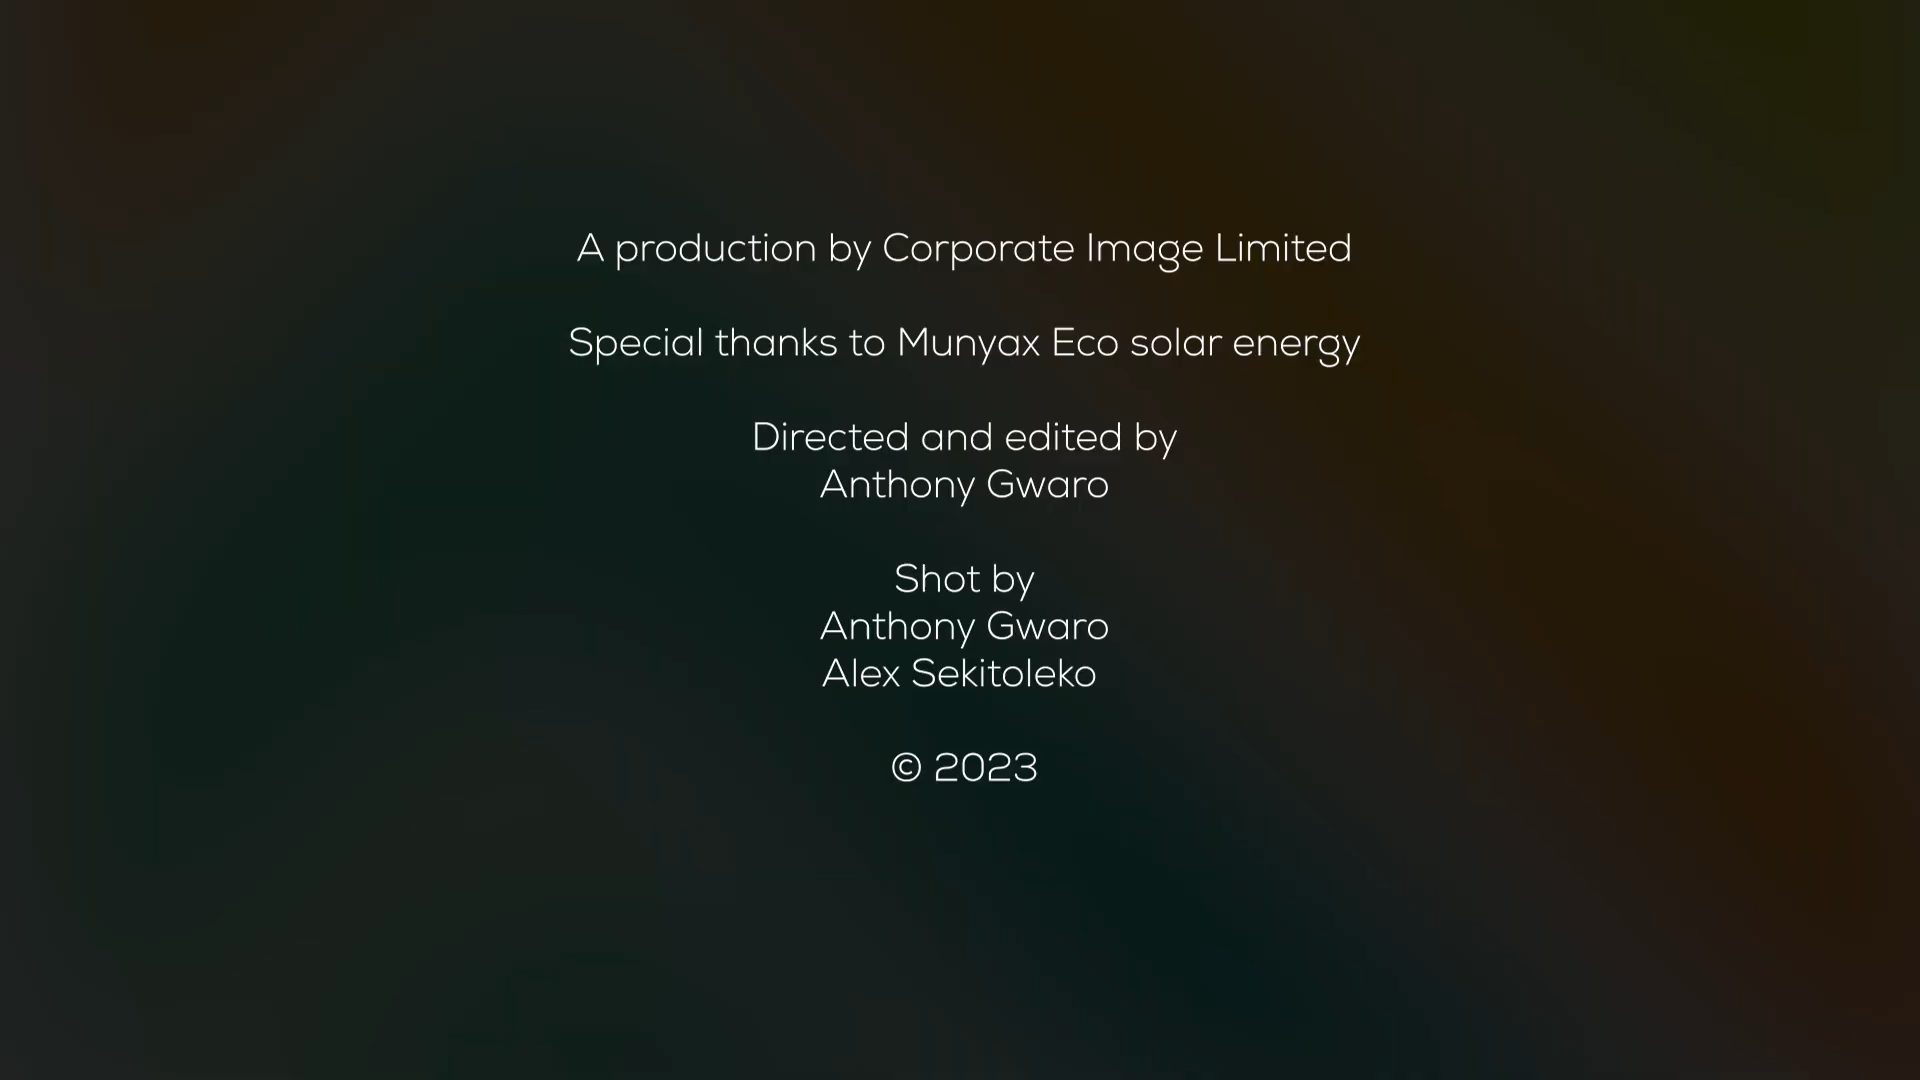 A production by Corporate Image Limited
Special thanks to Munyax Eco solar energy
Directed and edited by
Anthony Gwaro
Shot by
Anthony Gwaro
Alex Sekitoleko
© 2023